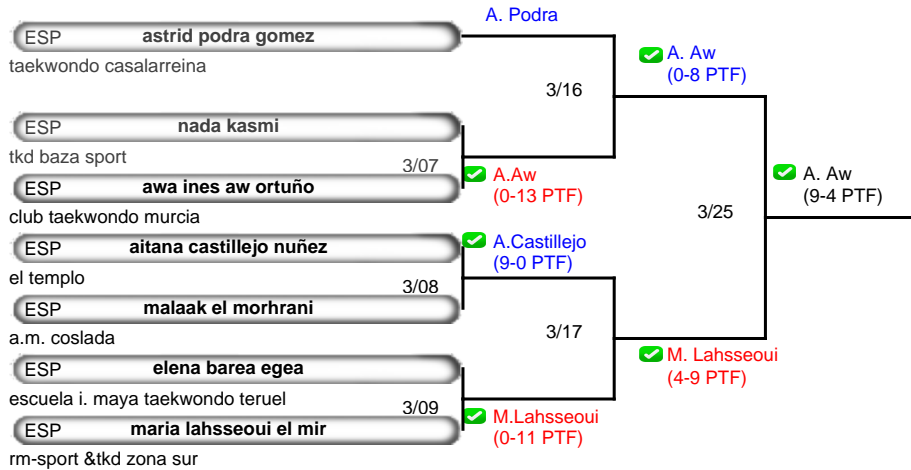 ESP astrid podra gomez
taekwondo casalarreina
ESP nada kasmi
tkd baza sport
3/07
ESP awa ines aw ortuño
club taekwondo murcia
ESP aitana castillejo nuñez
el templo
3/08
ESP malaak el morhrani
a.m. coslada
ESP elena barea egea
escuela i. maya taekwondo teruel
3/09
ESP maria lahsseoui el mir
rm-sport &tkd zona sur
A. Podra
3/16
A.Aw
(0-13 PTF)
A.Castillejo
(9-0 PTF)
3/17
M.Lahsseoui
(0-11 PTF)
A. Aw
(0-8 PTF)
3/25
M. Lahsseoui
(4-9 PTF)
A. Aw
(9-4 PTF)